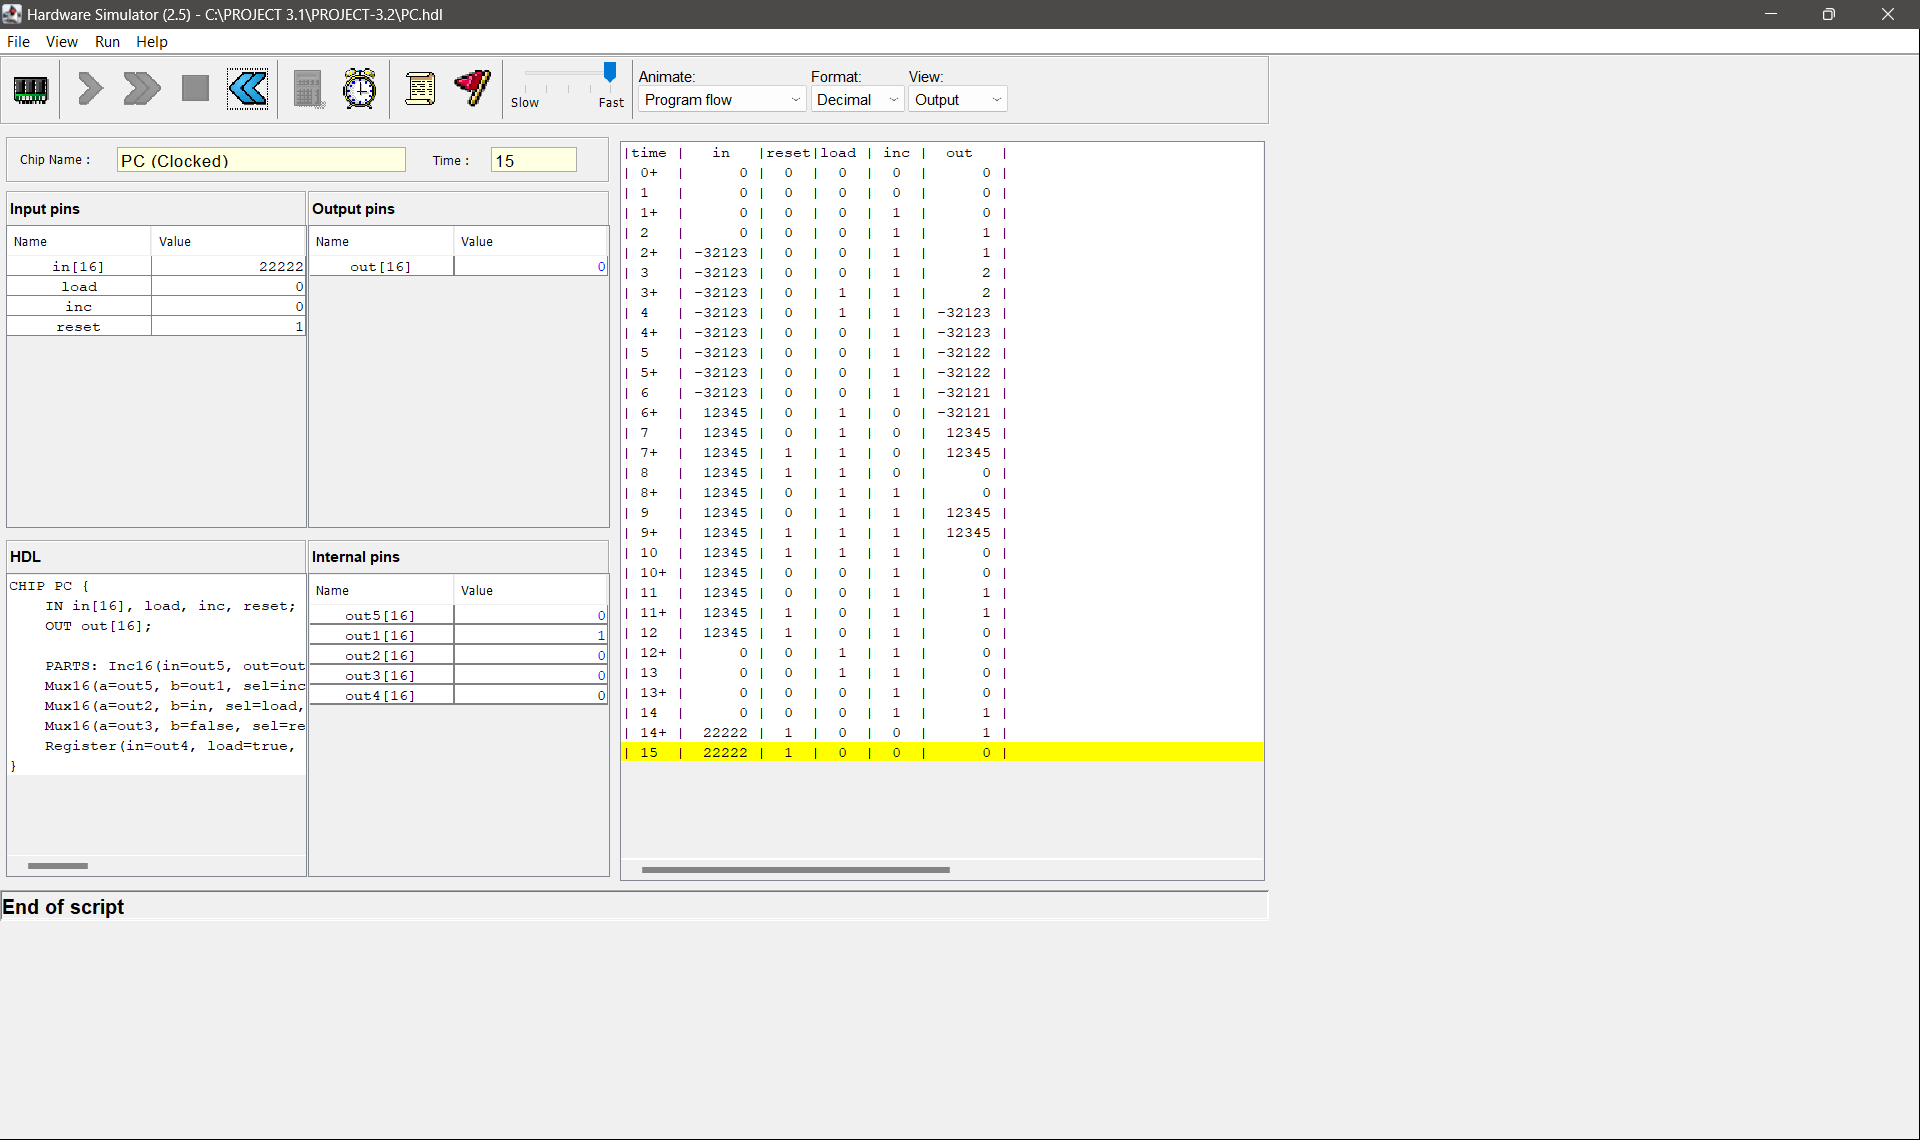 Hardware Simulator (2.5) - C:\PROJECT 3.1\PROJECT-3.2\PC.hdl
File View Run Help
Slow Fast
Animate: Format: View:
Program flow Decimal Output
Chip Name : PC (Clocked) Time : 15
Input pins
Name Value
in[16] 22222
load 0
inc 0
reset 1
Output pins
Name Value
out[16] 0
HDL
CHIP PC {
IN in[16], load, inc, reset;
OUT out[16];
PARTS: Inc16(in=out5, out=out
Mux16(a=out5, b=out1, sel=inc
Mux16(a=out2, b=in, sel=load,
Mux16(a=out3, b=false, sel=re
Register(in=out4, load=true,
}
Internal pins
Name Value
out5[16] 0
out1[16] 1
out2[16] 0
out3[16] 0
out4[16] 0
|time | in |reset|load | inc | out |
| 0+ | 0 | 0 | 0 | 0 | 0 |
| 1 | 0 | 0 | 0 | 0 | 0 |
| 1+ | 0 | 0 | 0 | 1 | 0 |
| 2 | 0 | 0 | 0 | 1 | 1 |
| 2+ | -32123 | 0 | 0 | 1 | 1 |
| 3 | -32123 | 0 | 0 | 1 | 2 |
| 3+ | -32123 | 0 | 1 | 1 | 2 |
| 4 | -32123 | 0 | 1 | 1 | -32123 |
| 4+ | -32123 | 0 | 0 | 1 | -32123 |
| 5 | -32123 | 0 | 0 | 1 | -32122 |
| 5+ | -32123 | 0 | 0 | 1 | -32122 |
| 6 | -32123 | 0 | 0 | 1 | -32121 |
| 6+ | 12345 | 0 | 1 | 0 | -32121 |
| 7 | 12345 | 0 | 1 | 0 | 12345 |
| 7+ | 12345 | 1 | 1 | 0 | 12345 |
| 8 | 12345 | 1 | 1 | 0 | 0 |
| 8+ | 12345 | 0 | 1 | 1 | 0 |
| 9 | 12345 | 0 | 1 | 1 | 12345 |
| 9+ | 12345 | 1 | 1 | 1 | 12345 |
| 10 | 12345 | 1 | 1 | 1 | 0 |
| 10+ | 12345 | 0 | 0 | 1 | 0 |
| 11 | 12345 | 0 | 0 | 1 | 1 |
| 11+ | 12345 | 1 | 0 | 1 | 1 |
| 12 | 12345 | 1 | 0 | 1 | 0 |
| 12+ | 0 | 0 | 1 | 1 | 0 |
| 13 | 0 | 0 | 1 | 1 | 0 |
| 13+ | 0 | 0 | 0 | 1 | 0 |
| 14 | 0 | 0 | 0 | 1 | 1 |
| 14+ | 22222 | 1 | 0 | 0 | 1 |
| 15 | 22222 | 1 | 0 | 0 | 0 |
End of script